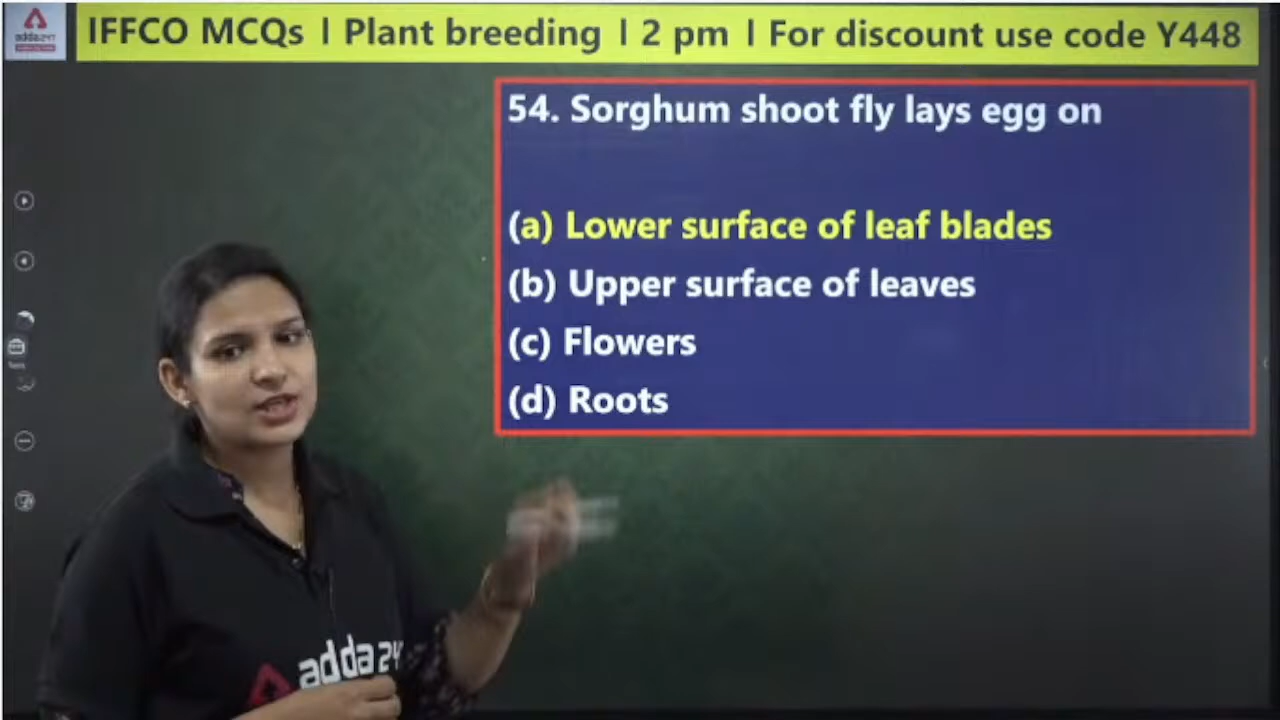 adda247
IFFCO MCQs I Plant breeding I 2 pm I For discount use code Y448
54. Sorghum shoot fly lays egg on
(a) Lower surface of leaf blades
(b) Upper surface of leaves
(c) Flowers
(d) Roots
adda24